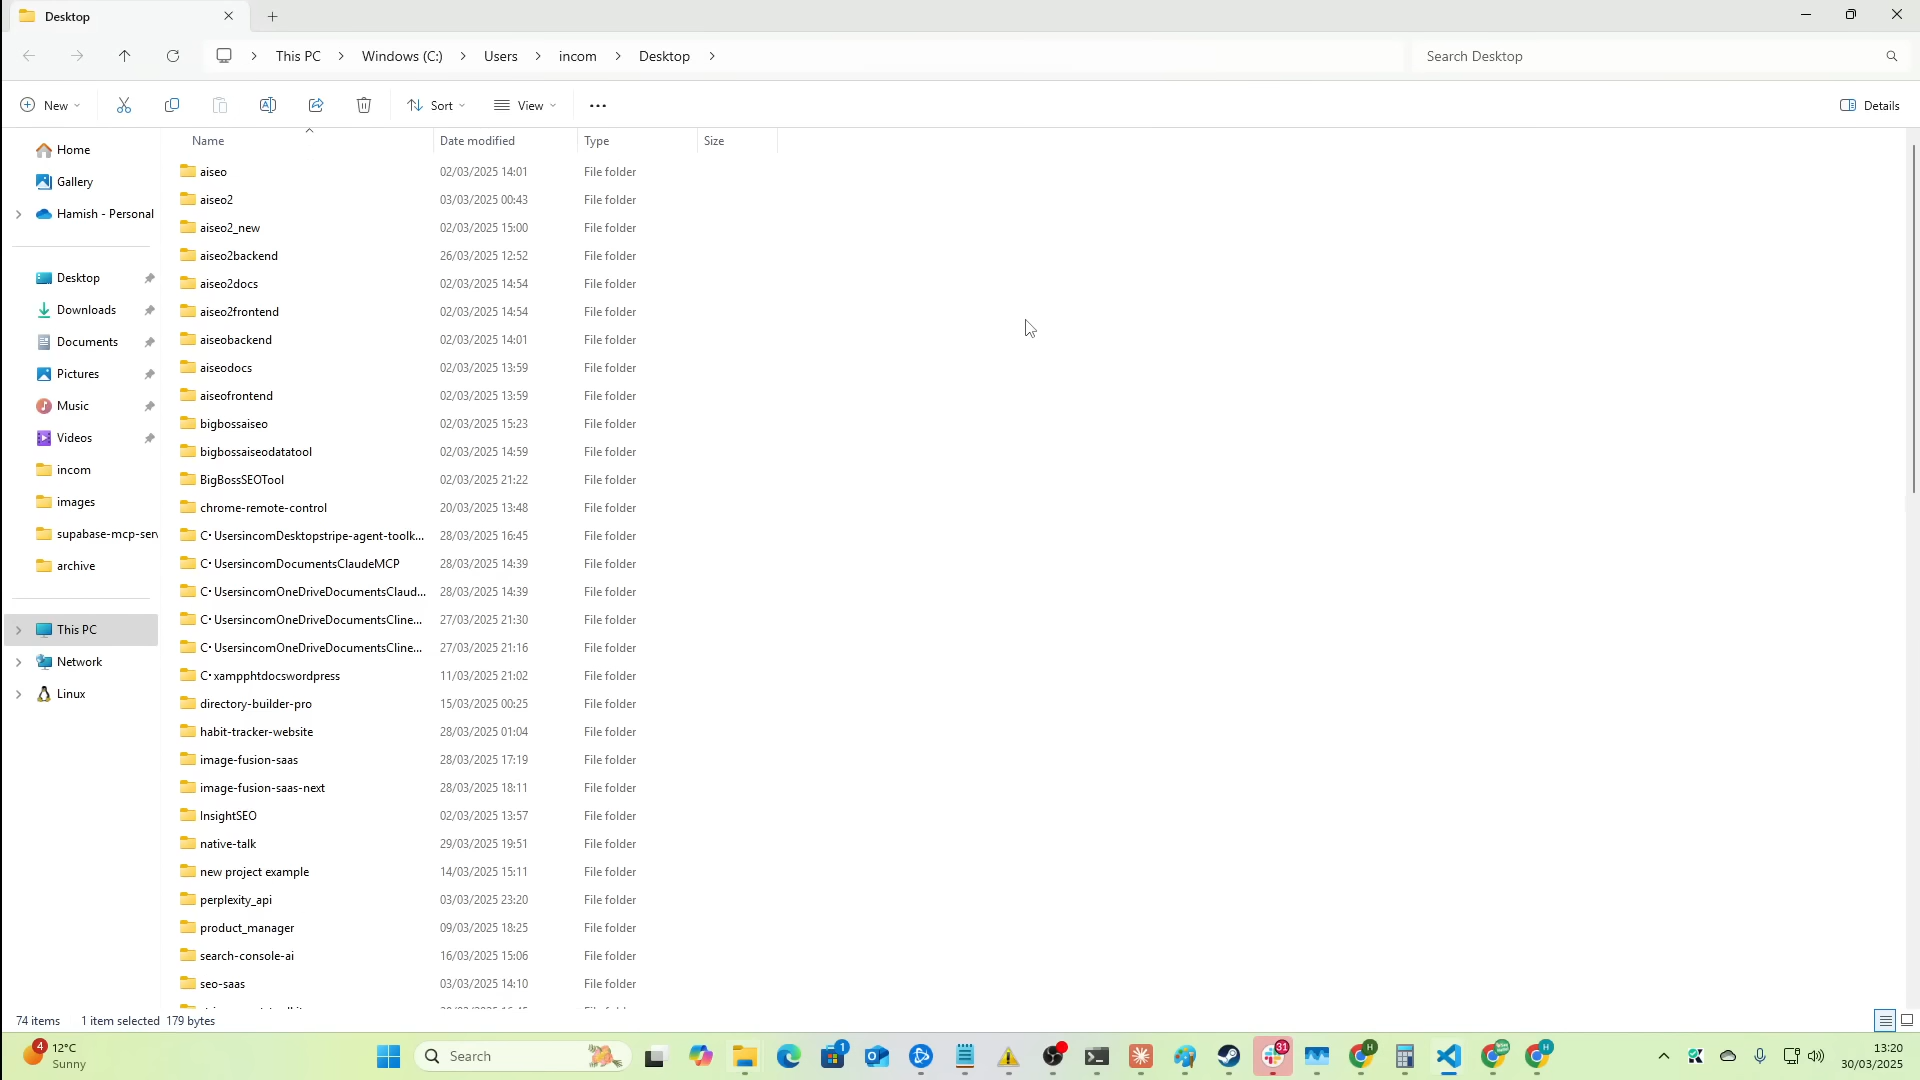 Desktop
This PC
Windows (C:)
Users
incom
Desktop
Search Desktop
New
Sort
View
Details
Name
Date modified
Type
Size
Home
Gallery
Hamish - Personal
Desktop
Downloads
Documents
Pictures
Music
Videos
incom
images
supabase-mcp-serv
archive
This PC
Network
Linux
aiseo 02/03/2025 14:01 File folder
aiseo2 03/03/2025 00:43 File folder
aiseo2_new 02/03/2025 15:00 File folder
aiseo2backend 26/03/2025 12:52 File folder
aiseo2docs 02/03/2025 14:54 File folder
aiseo2frontend 02/03/2025 14:54 File folder
aiseobackend 02/03/2025 14:01 File folder
aiseodocs 02/03/2025 13:59 File folder
aiseofrontend 02/03/2025 13:59 File folder
bigbossaiseo 02/03/2025 15:23 File folder
bigbossaiseodatatool 02/03/2025 14:59 File folder
BigBossSEOTool 02/03/2025 21:22 File folder
chrome-remote-control 20/03/2025 13:48 File folder
C·UsersincomDesktopstripe-agent-toolk... 28/03/2025 16:45 File folder
C·UsersincomDocumentsClaudeMCP 28/03/2025 14:39 File folder
C·UsersincomOneDriveDocumentsClaud... 28/03/2025 14:39 File folder
C·UsersincomOneDriveDocumentsCline... 27/03/2025 21:30 File folder
C·UsersincomOneDriveDocumentsCline... 27/03/2025 21:16 File folder
C·xampphtdocswordpress 11/03/2025 21:02 File folder
directory-builder-pro 15/03/2025 00:25 File folder
habit-tracker-website 28/03/2025 01:04 File folder
image-fusion-saas 28/03/2025 17:19 File folder
image-fusion-saas-next 28/03/2025 18:11 File folder
InsightSEO 02/03/2025 13:57 File folder
native-talk 29/03/2025 19:51 File folder
new project example 14/03/2025 15:11 File folder
perplexity_api 03/03/2025 23:20 File folder
product_manager 09/03/2025 18:25 File folder
search-console-ai 16/03/2025 15:06 File folder
seo-saas 03/03/2025 14:10 File folder
74 items 1 item selected 179 bytes
4
12°C
Sunny
Search
1
31
H
H
13:20
30/03/2025